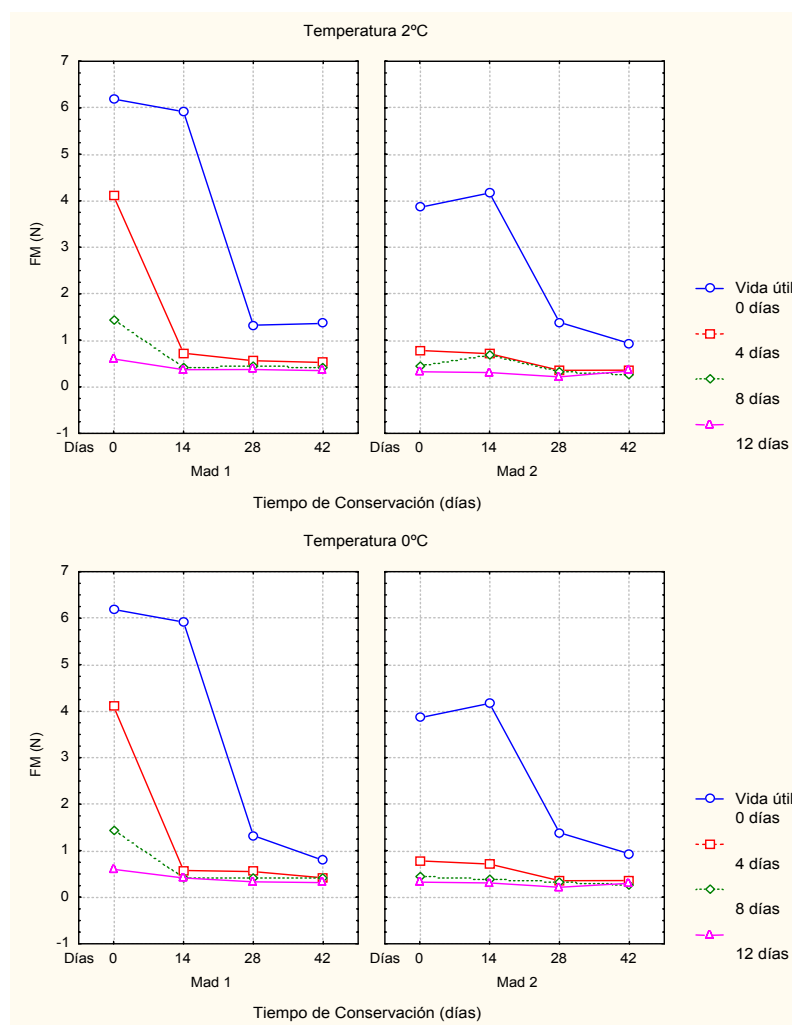 Temperatura 2ºC
7
6
5
4
3
2
1
0
-1
FM (N)
Días 0 14 28 42 Días 0 14 28 42
Mad 1 Mad 2
Tiempo de Conservación (días)
Vida útil
0 días
4 días
8 días
12 días
Temperatura 0ºC
7
6
5
4
3
2
1
0
-1
FM (N)
Días 0 14 28 42 Días 0 14 28 42
Mad 1 Mad 2
Tiempo de Conservación (días)
Vida útil
0 días
4 días
8 días
12 días